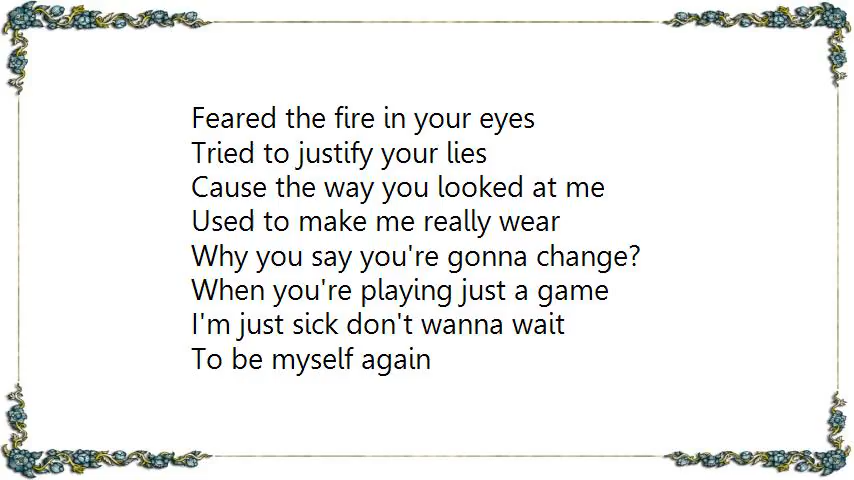 Feared the fire in your eyes
Tried to justify your lies
Cause the way you looked at me
Used to make me really wear
Why you say you're gonna change?
When you're playing just a game
I'm just sick don't wanna wait
To be myself again